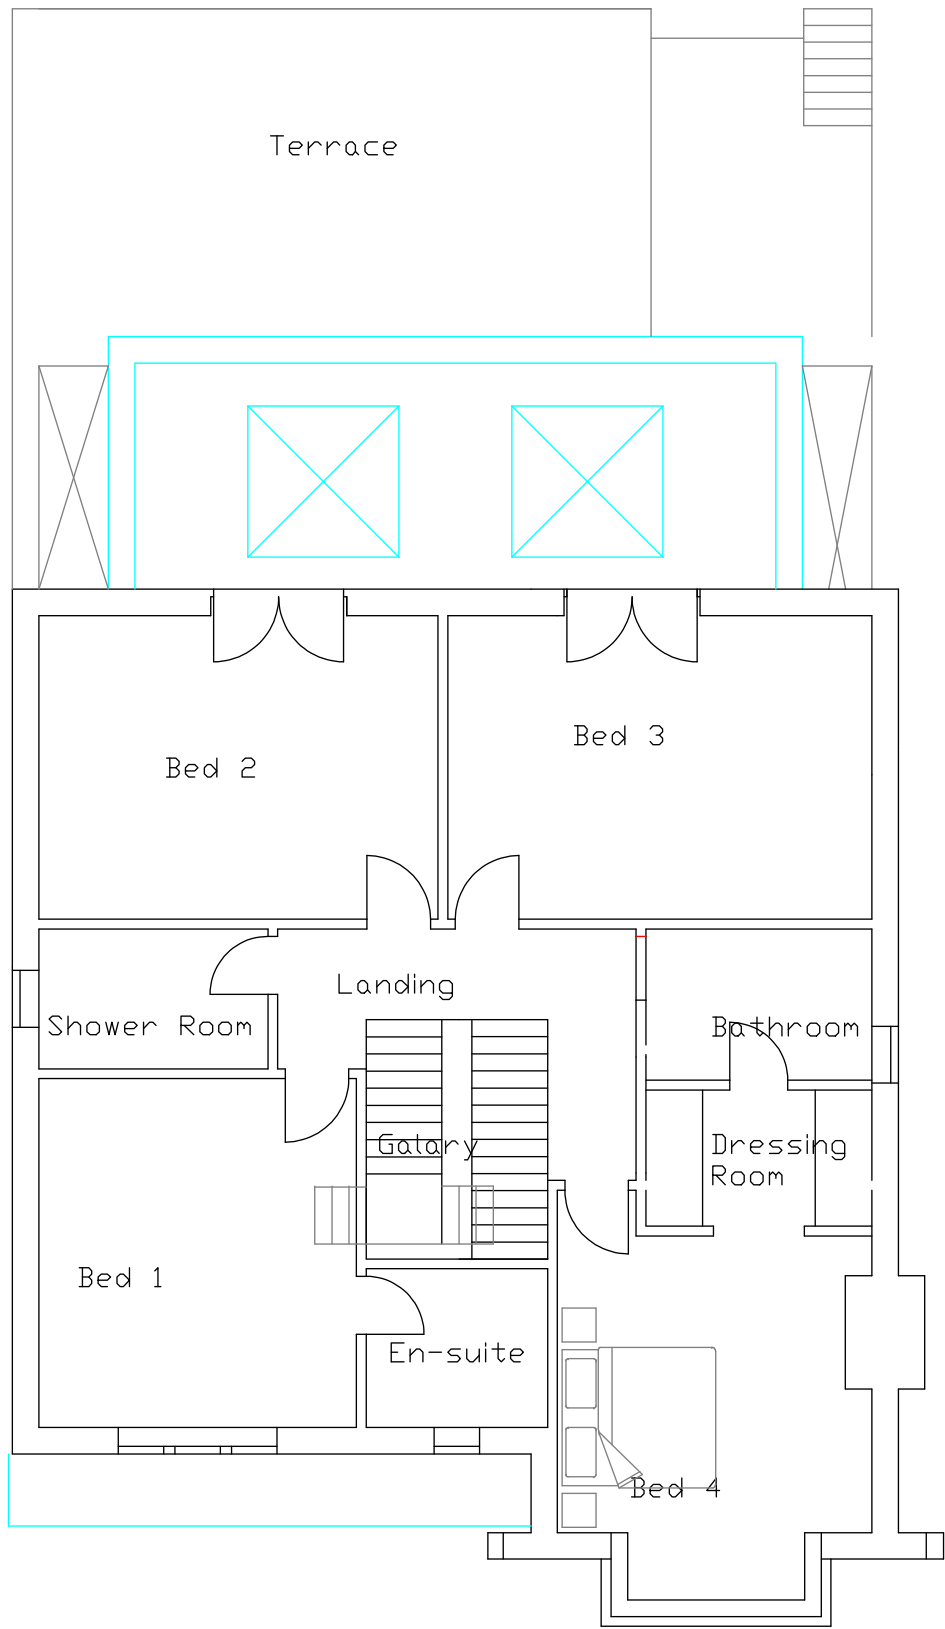 Terrace
Bed 3
Bed 2
Landing
Shower Room
Bathroom
Galary
Dressing
Room
Bed 1
En-suite
Bed 4